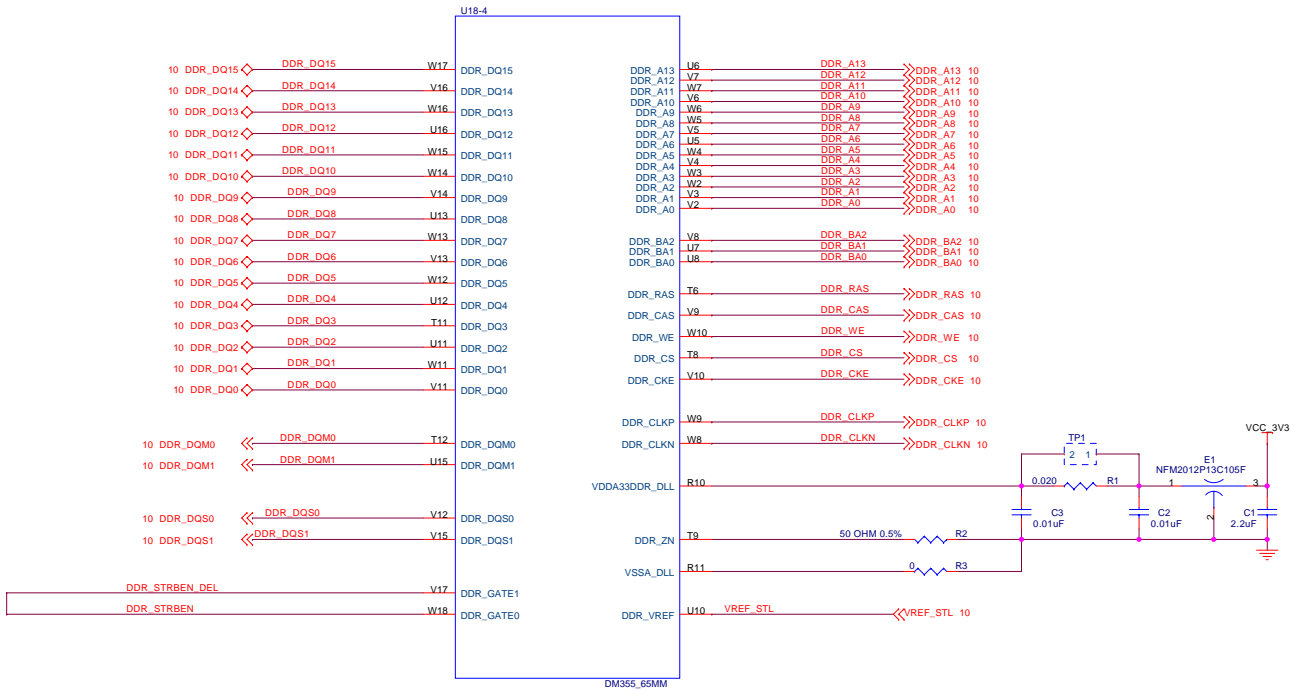 U18-4
10 DDR_DQ15 DDR_DQ15 W17 DDR_DQ15
10 DDR_DQ14 DDR_DQ14 V16 DDR_DQ14
10 DDR_DQ13 DDR_DQ13 W16 DDR_DQ13
10 DDR_DQ12 DDR_DQ12 U16 DDR_DQ12
10 DDR_DQ11 DDR_DQ11 W15 DDR_DQ11
10 DDR_DQ10 DDR_DQ10 W14 DDR_DQ10
10 DDR_DQ9 DDR_DQ9 V14 DDR_DQ9
10 DDR_DQ8 DDR_DQ8 U13 DDR_DQ8
10 DDR_DQ7 DDR_DQ7 W13 DDR_DQ7
10 DDR_DQ6 DDR_DQ6 V13 DDR_DQ6
10 DDR_DQ5 DDR_DQ5 W12 DDR_DQ5
10 DDR_DQ4 DDR_DQ4 U12 DDR_DQ4
10 DDR_DQ3 DDR_DQ3 T11 DDR_DQ3
10 DDR_DQ2 DDR_DQ2 U11 DDR_DQ2
10 DDR_DQ1 DDR_DQ1 W11 DDR_DQ1
10 DDR_DQ0 DDR_DQ0 V11 DDR_DQ0
10 DDR_DQM0 DDR_DQM0 T12 DDR_DQM0
10 DDR_DQM1 DDR_DQM1 U15 DDR_DQM1
10 DDR_DQS0 DDR_DQS0 V12 DDR_DQS0
10 DDR_DQS1 DDR_DQS1 V15 DDR_DQS1
DDR_STRBEN_DEL V17 DDR_GATE1
DDR_STRBEN W18 DDR_GATE0
DDR_A13 U6 DDR_A13 DDR_A13 10
DDR_A12 V7 DDR_A12 DDR_A12 10
DDR_A11 W7 DDR_A11 DDR_A11 10
DDR_A10 V6 DDR_A10 DDR_A10 10
DDR_A9 W6 DDR_A9 DDR_A9 10
DDR_A8 W5 DDR_A8 DDR_A8 10
DDR_A7 V5 DDR_A7 DDR_A7 10
DDR_A6 U5 DDR_A6 DDR_A6 10
DDR_A5 W4 DDR_A5 DDR_A5 10
DDR_A4 V4 DDR_A4 DDR_A4 10
DDR_A3 W3 DDR_A3 DDR_A3 10
DDR_A2 W2 DDR_A2 DDR_A2 10
DDR_A1 V3 DDR_A1 DDR_A1 10
DDR_A0 V2 DDR_A0 DDR_A0 10
DDR_BA2 V8 DDR_BA2 DDR_BA2 10
DDR_BA1 U7 DDR_BA1 DDR_BA1 10
DDR_BA0 U8 DDR_BA0 DDR_BA0 10
DDR_RAS T6 DDR_RAS DDR_RAS 10
DDR_CAS V9 DDR_CAS DDR_CAS 10
DDR_WE W10 DDR_WE DDR_WE 10
DDR_CS T8 DDR_CS DDR_CS 10
DDR_CKE V10 DDR_CKE DDR_CKE 10
DDR_CLKP W9 DDR_CLKP DDR_CLKP 10
DDR_CLKN W8 DDR_CLKN DDR_CLKN 10
VDDA33DDR_DLL R10
DDR_ZN T9 50 OHM 0.5% R2
VSSA_DLL R11 0 R3
DDR_VREF U10 VREF_STL VREF_STL 10
VCC_3V3
TP1
2 1
E1
NFM2012P13C105F
0.020 R1
1 3
2
C3
0.01uF
C2
0.01uF
C1
2.2uF
DM355_65MM